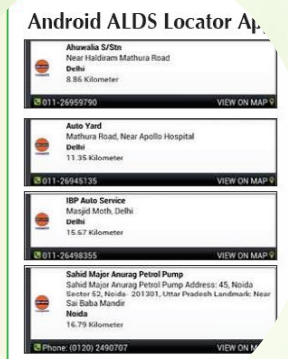 Android ALDS Locator Ap
Ahuwalia S/Stn
Near Haldiram Mathura Road
Delhi
8.86 Kilometer
011-26959790 VIEW ON MAP
Auto Yard
Mathura Road, Near Apollo Hospital
Delhi
11.35 Kilometer
011-26945135 VIEW ON MAP
IBP Auto Service
Masjid Moth, Delhi
Delhi
15.67 Kilometer
011-26498355 VIEW ON MAP
Sahid Major Anurag Petrol Pump
Sahid Major Anurag Petrol Pump Address: 45, Noida
Sector 52, Noida- 201301, Uttar Pradesh Landmark: Near
Sai Baba Mandir
Noida
16.79 Kilometer
Phone: (0120) 2490707 VIEW ON